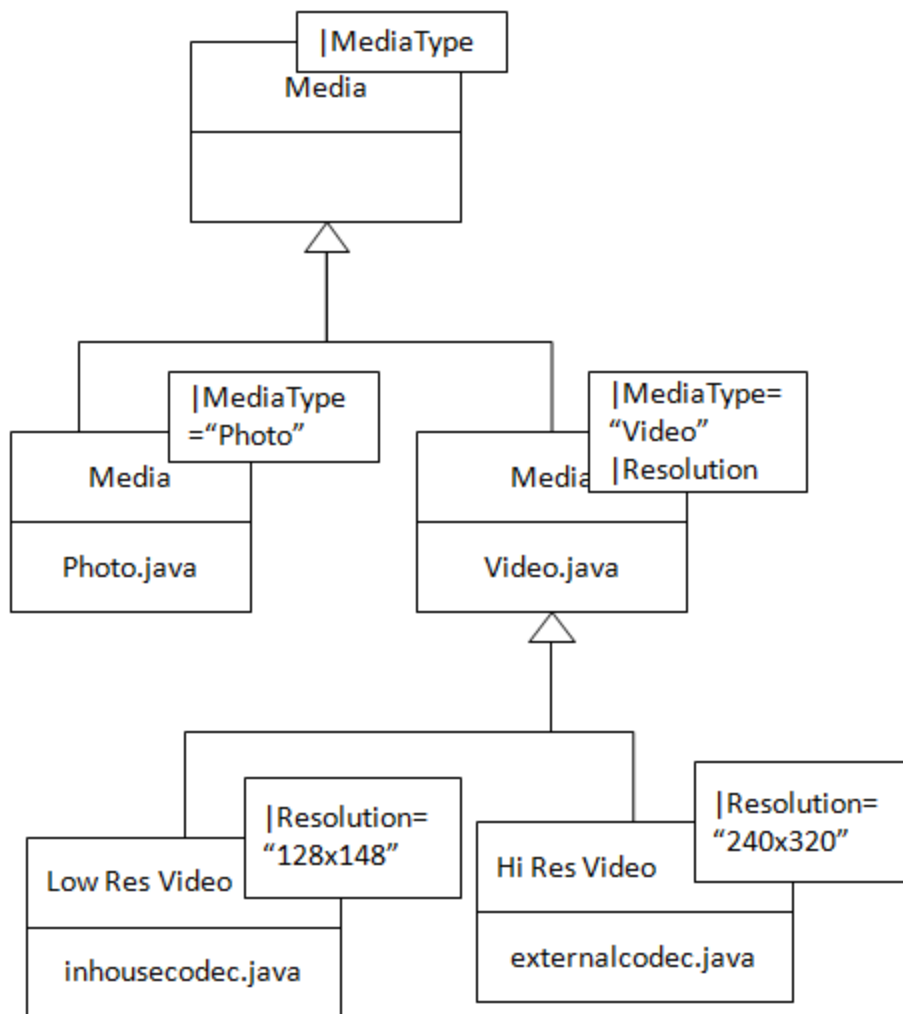 |MediaType
Media
|MediaType
=“Photo”
Media
Photo.java
|MediaType=
“Video”
|Resolution
Media
Video.java
|Resolution=
“128x148”
Low Res Video
inhousecodec.java
|Resolution=
“240x320”
Hi Res Video
externalcodec.java